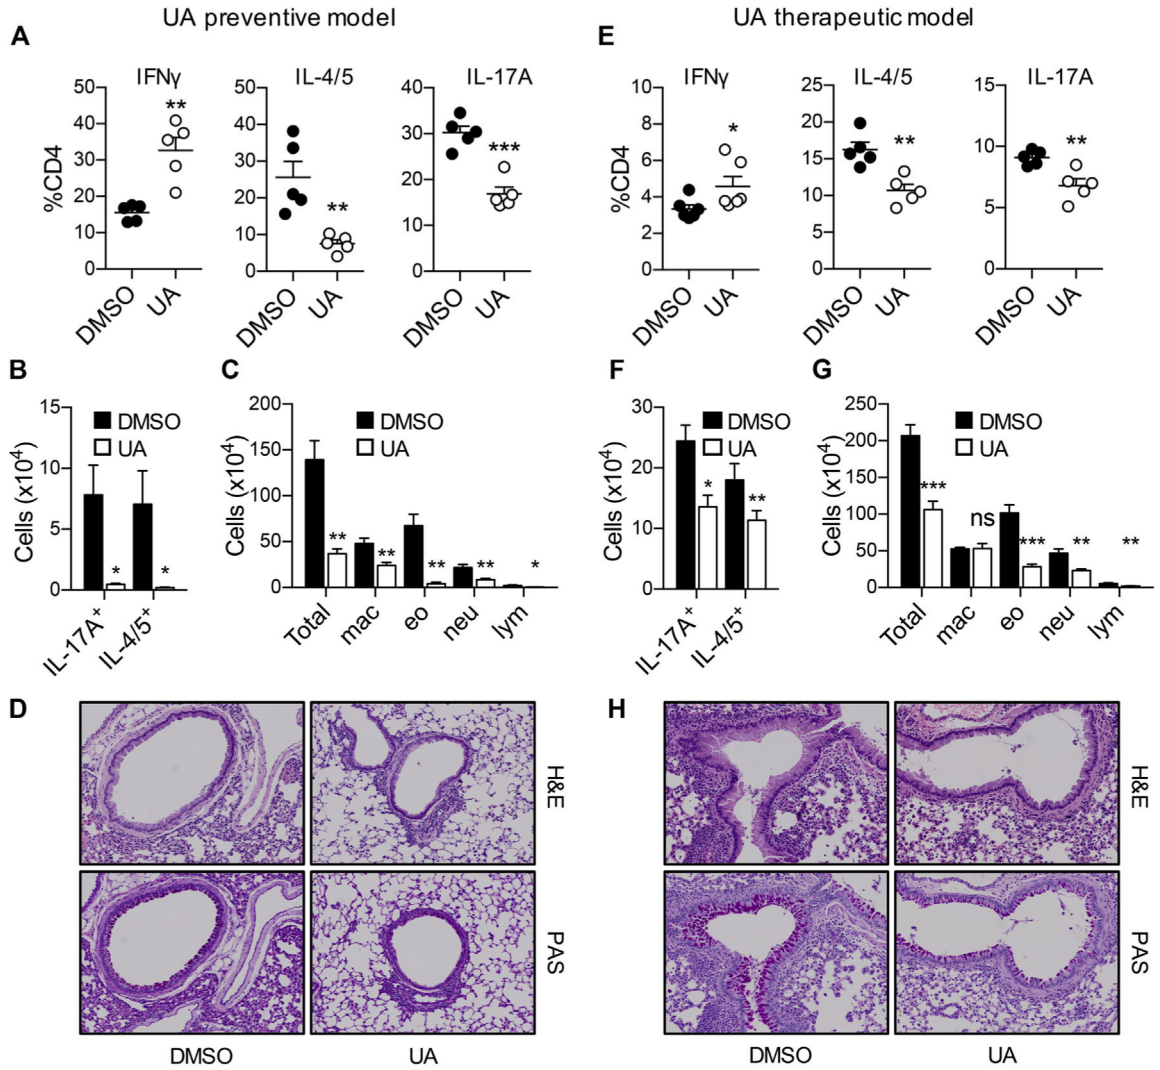 UA preventive model
UA therapeutic model
A
IFNγ
IL-4/5
IL-17A
%CD4
50
40
30
20
10
0
**
DMSO
UA
50
40
30
20
10
0
**
DMSO
UA
40
30
20
10
0
***
DMSO
UA
E
IFNγ
IL-4/5
IL-17A
%CD4
10
8
6
4
2
0
*
DMSO
UA
25
20
15
10
5
0
**
DMSO
UA
15
10
5
0
**
DMSO
UA
B
Cells (x10⁴)
15
10
5
0
DMSO
UA
*
*
IL-17A⁺
IL-4/5⁺
C
Cells (x10⁴)
200
150
100
50
0
DMSO
UA
**
**
**
**
*
Total
mac
eo
neu
lym
F
Cells (x10⁴)
30
20
10
0
DMSO
UA
*
**
IL-17A⁺
IL-4/5⁺
G
Cells (x10⁴)
250
200
150
100
50
0
DMSO
UA
***
ns
***
**
**
Total
mac
eo
neu
lym
D
H&E
PAS
DMSO
UA
H
H&E
PAS
DMSO
UA